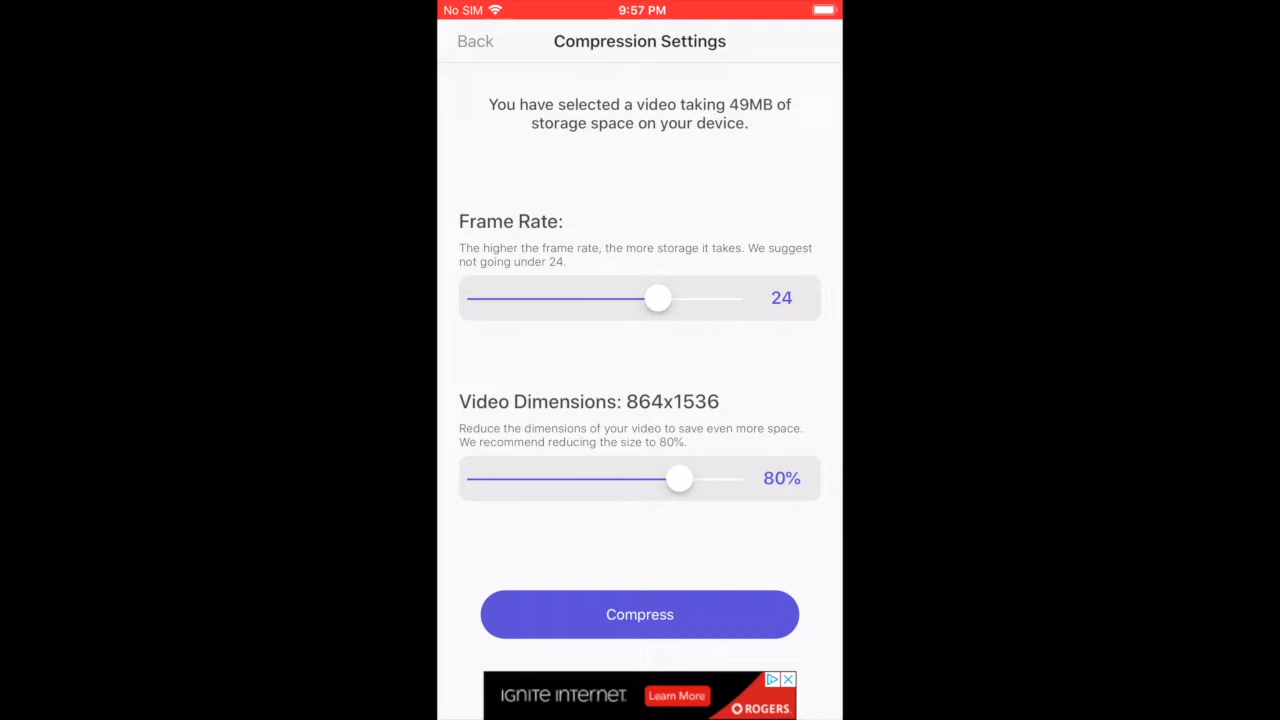 No SIM 9:57 PM
Back Compression Settings
You have selected a video taking 49MB of
storage space on your device.
Frame Rate:
The higher the frame rate, the more storage it takes. We suggest
not going under 24.
24
Video Dimensions: 864x1536
Reduce the dimensions of your video to save even more space.
We recommend reducing the size to 80%.
80%
Compress
IGNITE INTERNET Learn More
ROGERS